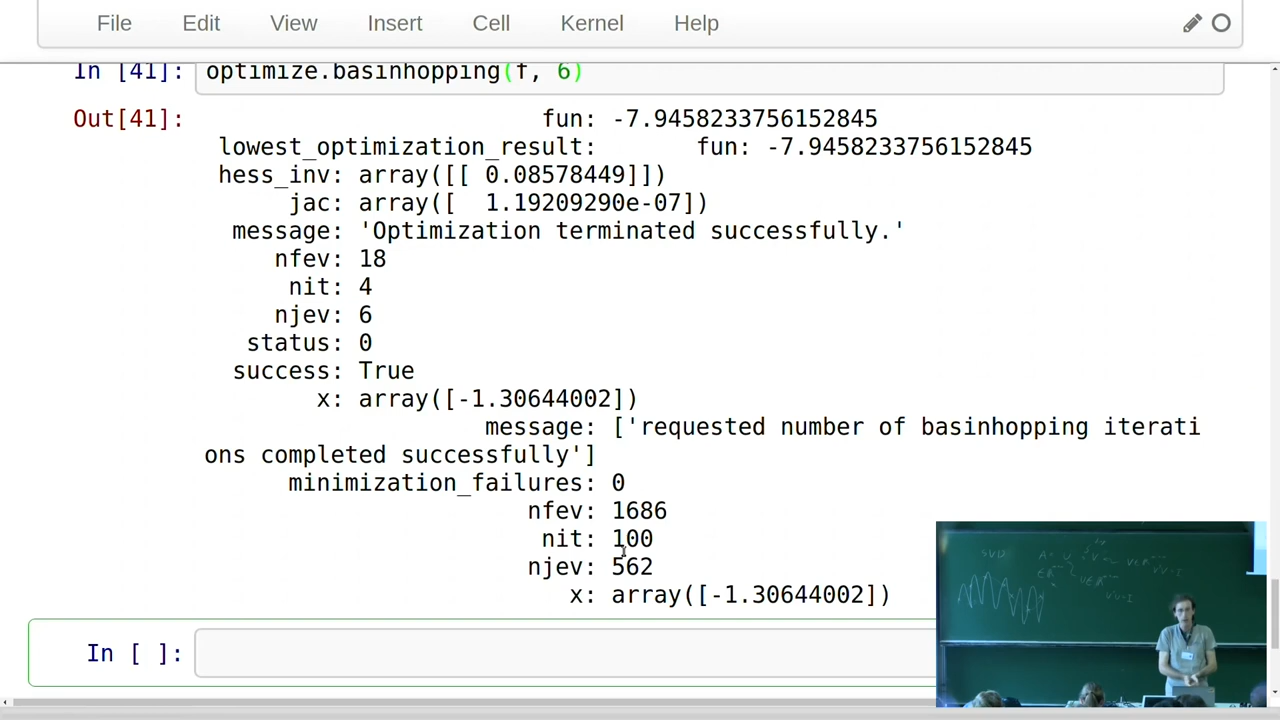 File Edit View Insert Cell Kernel Help
In [41]: optimize.basinhopping(f, 6)
Out[41]: fun: -7.9458233756152845
lowest_optimization_result: fun: -7.9458233756152845
hess_inv: array([[ 0.08578449]])
jac: array([ 1.19209290e-07])
message: 'Optimization terminated successfully.'
nfev: 18
nit: 4
njev: 6
status: 0
success: True
x: array([-1.30644002])
message: ['requested number of basinhopping iterati
ons completed successfully']
minimization_failures: 0
nfev: 1686
nit: 100
njev: 562
x: array([-1.30644002])
In [ ]:
SVD